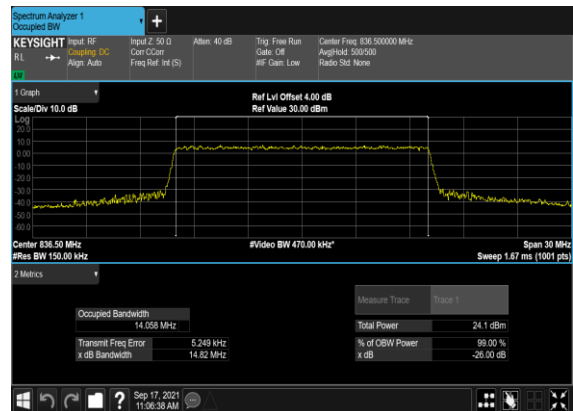 Spectrum Analyzer 1
Occupied BW
KEYSIGHT
RL
Input: RF
Coupling: DC
Align: Auto
Input Z: 50 Ω
Corr CCorr
Freq Ref: Int (S)
Atten: 40 dB
Trig: Free Run
Gate: Off
#IF Gain: Low
Center Freq: 836.500000 MHz
Avg|Hold: 500/500
Radio Std: None
1 Graph
Scale/Div 10.0 dB
Ref Lvl Offset 4.00 dB
Ref Value 30.00 dBm
Log
20.0
10.0
0.00
-10.0
-20.0
-30.0
-40.0
-50.0
-60.0
Center 836.50 MHz
#Res BW 150.00 kHz
#Video BW 470.00 kHz*
Span 30 MHz
Sweep 1.67 ms (1001 pts)
2 Metrics
Measure Trace
Trace 1
Occupied Bandwidth
14.058 MHz
Total Power
24.1 dBm
Transmit Freq Error
5.249 kHz
% of OBW Power
99.00 %
x dB Bandwidth
14.82 MHz
x dB
-26.00 dB
Sep 17, 2021
11:06:38 AM